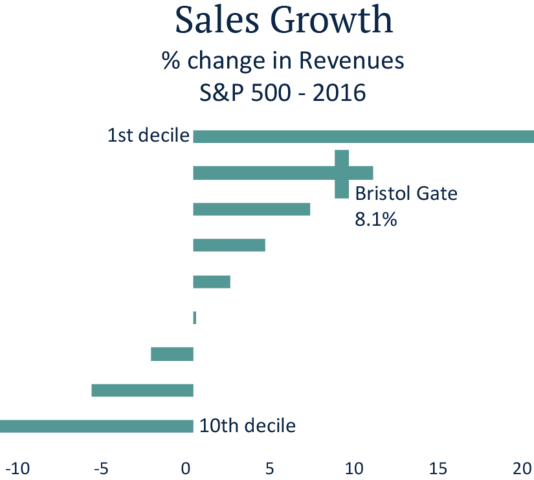 Sales Growth
% change in Revenues
S&P 500 - 2016
1st decile
Bristol Gate
8.1%
10th decile
-10 -5 0 5 10 15 20